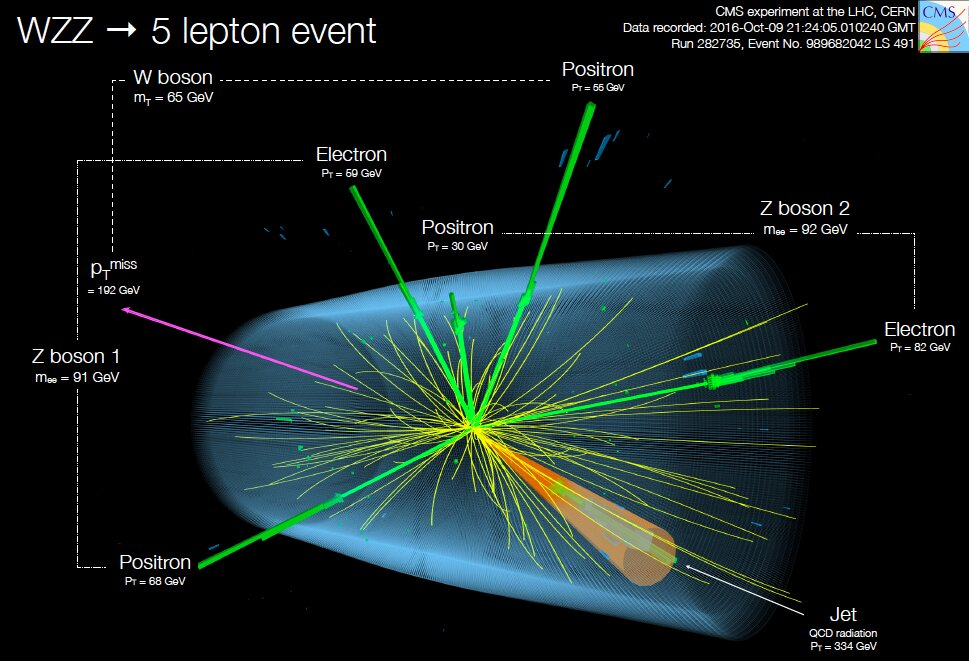 WZZ → 5 lepton event
CMS experiment at the LHC, CERN
Data recorded: 2016-Oct-09 21:24:05.010240 GMT
Run 282735, Event No. 989682042 LS 491
CMS
W boson
mT = 65 GeV
Positron
PT = 55 GeV
Electron
PT = 59 GeV
Positron
PT = 30 GeV
Z boson 2
mee = 92 GeV
pTmiss
= 192 GeV
Electron
PT = 82 GeV
Z boson 1
mee = 91 GeV
Positron
PT = 68 GeV
Jet
QCD radiation
PT = 334 GeV